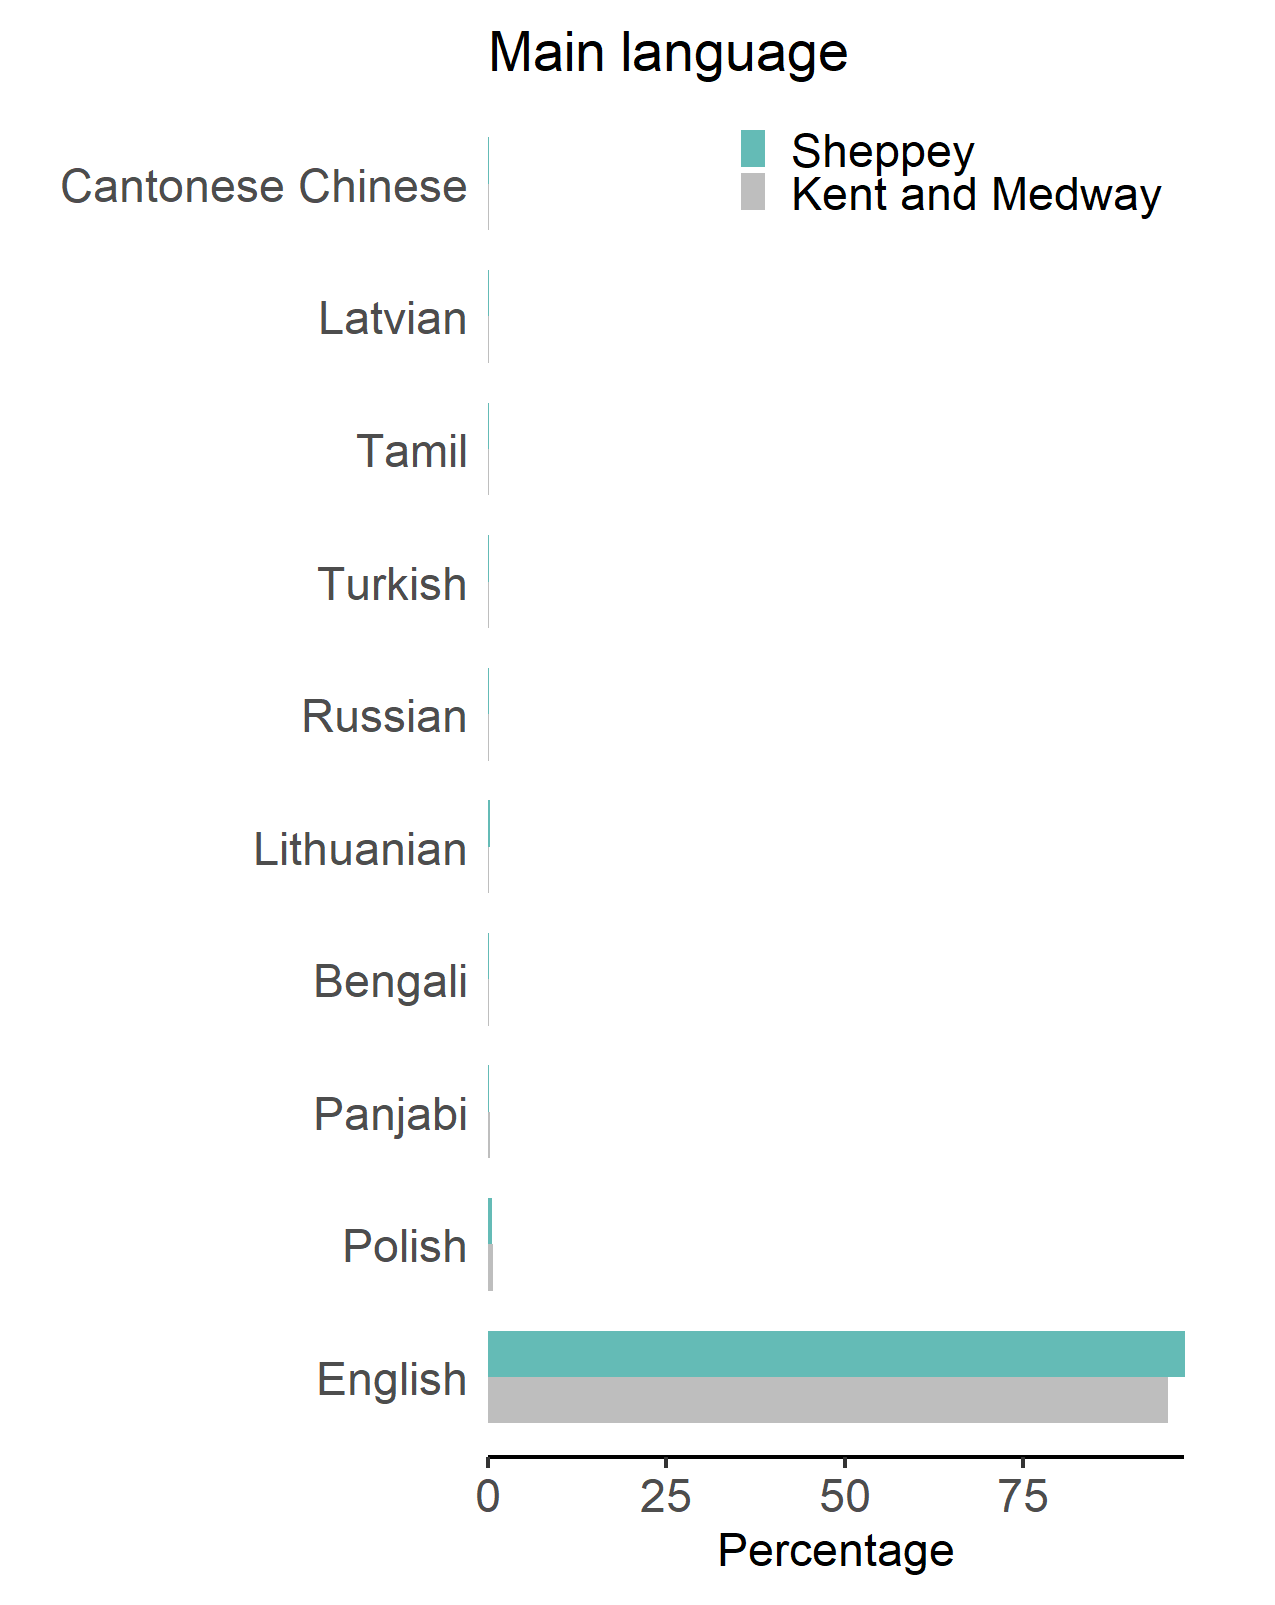 Main language
Sheppey
Kent and Medway
Cantonese Chinese
Latvian
Tamil
Turkish
Russian
Lithuanian
Bengali
Panjabi
Polish
English
0 25 50 75
Percentage